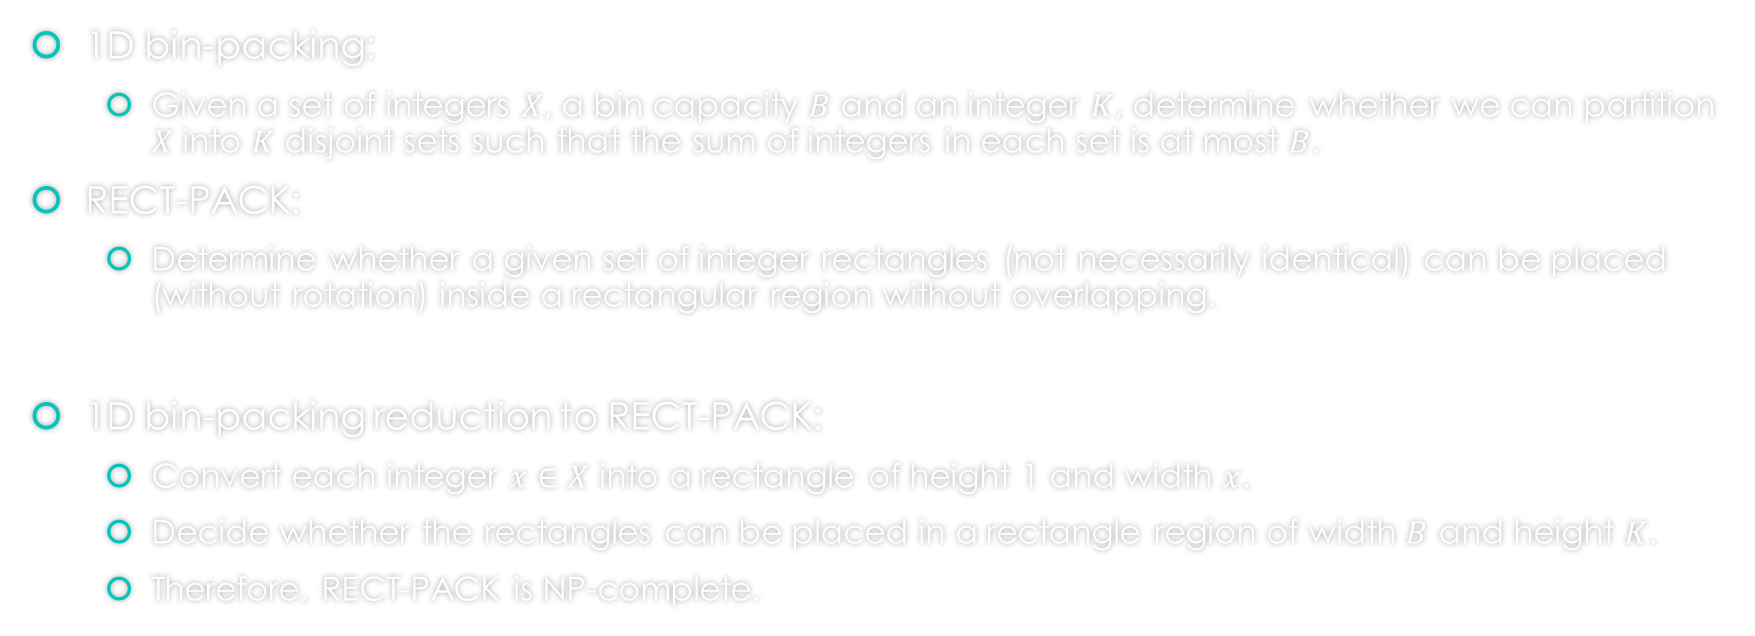 1D bin-packing:
Given a set of integers X, a bin capacity B and an integer K, determine whether we can partition
X into K disjoint sets such that the sum of integers in each set is at most B.
RECT-PACK:
Determine whether a given set of integer rectangles (not necessarily identical) can be placed
(without rotation) inside a rectangular region without overlapping.
1D bin-packing reduction to RECT-PACK:
Convert each integer x ∈ X into a rectangle of height 1 and width x.
Decide whether the rectangles can be placed in a rectangle region of width B and height K.
Therefore, RECT-PACK is NP-complete.